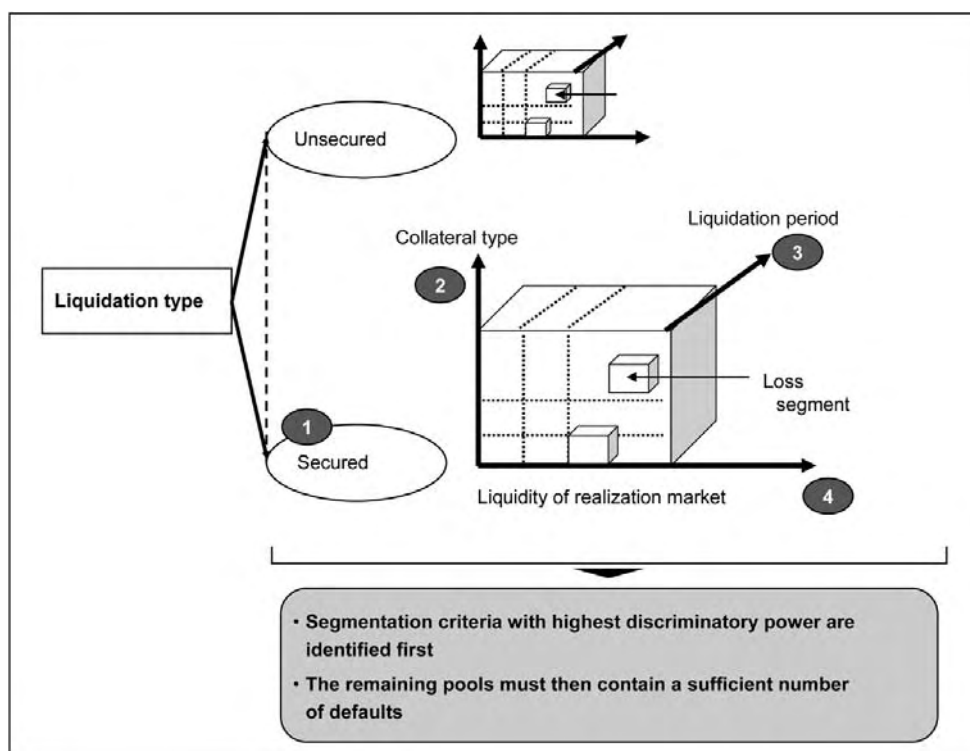 Unsecured
Liquidation period
3
Collateral type
2
Liquidation type
Loss
segment
1
Secured
Liquidity of realization market
4
• Segmentation criteria with highest discriminatory power are
identified first
• The remaining pools must then contain a sufficient number
of defaults